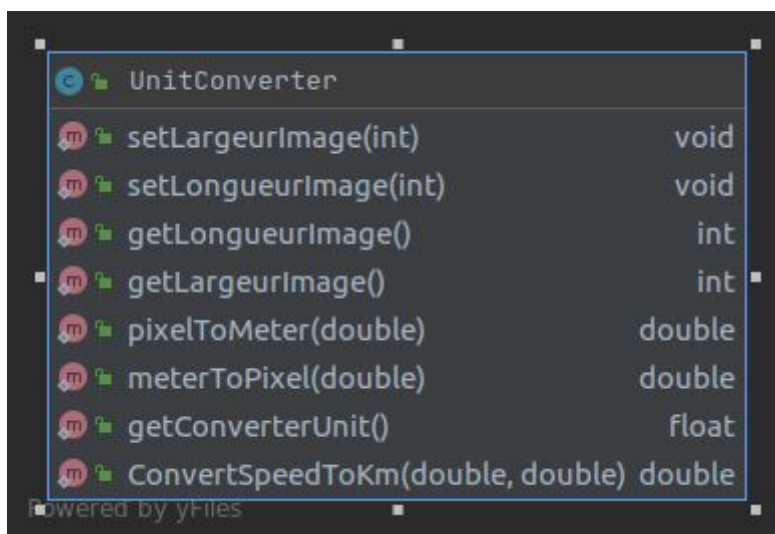 UnitConverter
setLargeurImage(int) void
setLongueurImage(int) void
getLongueurImage() int
getLargeurImage() int
pixelToMeter(double) double
meterToPixel(double) double
getConverterUnit() float
ConvertSpeedToKm(double, double) double
Powered by yFiles